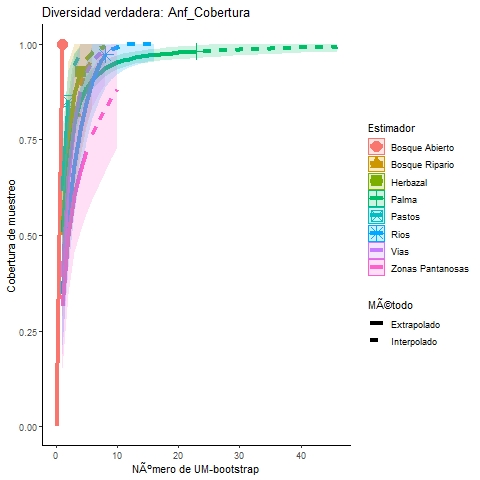 Diversidad verdadera: Anf_Cobertura
1.00
0.75
0.50
0.25
0.00
Cobertura de muestreo
0
10
20
30
40
NÃºmero de UM-bootstrap
Estimador
Bosque Abierto
Bosque Ripario
Herbazal
Palma
Pastos
Rios
Vias
Zonas Pantanosas
MÃ©todo
Extrapolado
Interpolado